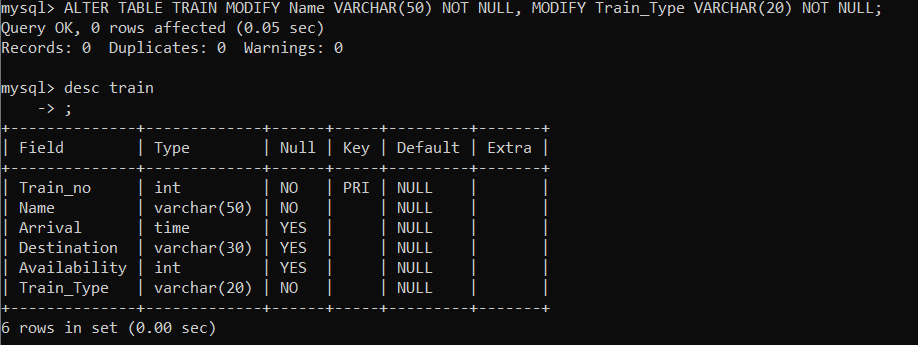 mysql> ALTER TABLE TRAIN MODIFY Name VARCHAR(50) NOT NULL, MODIFY Train_Type VARCHAR(20) NOT NULL;
Query OK, 0 rows affected (0.05 sec)
Records: 0  Duplicates: 0  Warnings: 0

mysql> desc train
    -> ;
+--------------+-------------+------+-----+---------+-------+
| Field        | Type        | Null | Key | Default | Extra |
+--------------+-------------+------+-----+---------+-------+
| Train_no     | int         | NO   | PRI | NULL    |       |
| Name         | varchar(50) | NO   |     | NULL    |       |
| Arrival      | time        | YES  |     | NULL    |       |
| Destination  | varchar(30) | YES  |     | NULL    |       |
| Availability | int         | YES  |     | NULL    |       |
| Train_Type   | varchar(20) | NO   |     | NULL    |       |
+--------------+-------------+------+-----+---------+-------+
6 rows in set (0.00 sec)